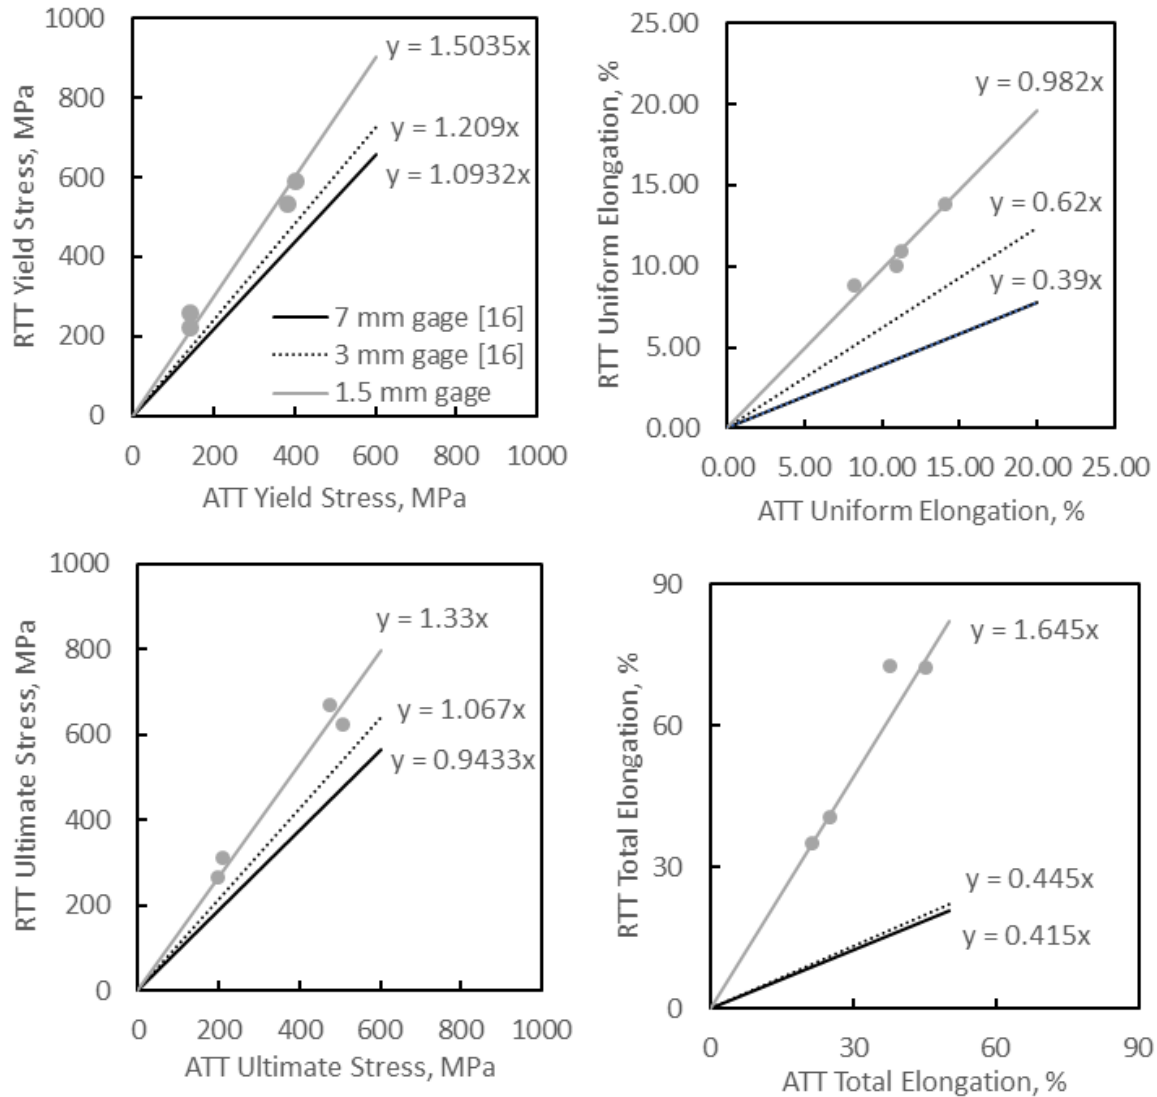 1000
800
600
400
200
0
0 200 400 600 800 1000
RTT Yield Stress, MPa
ATT Yield Stress, MPa
y = 1.5035x
y = 1.209x
y = 1.0932x
7 mm gage [16]
3 mm gage [16]
1.5 mm gage
25.00
20.00
15.00
10.00
5.00
0.00
0.00 5.00 10.00 15.00 20.00 25.00
RTT Uniform Elongation, %
ATT Uniform Elongation, %
y = 0.982x
y = 0.62x
y = 0.39x
1000
800
600
400
200
0
0 200 400 600 800 1000
RTT Ultimate Stress, MPa
ATT Ultimate Stress, MPa
y = 1.33x
y = 1.067x
y = 0.9433x
90
60
30
0
0 30 60 90
RTT Total Elongation, %
ATT Total Elongation, %
y = 1.645x
y = 0.445x
y = 0.415x